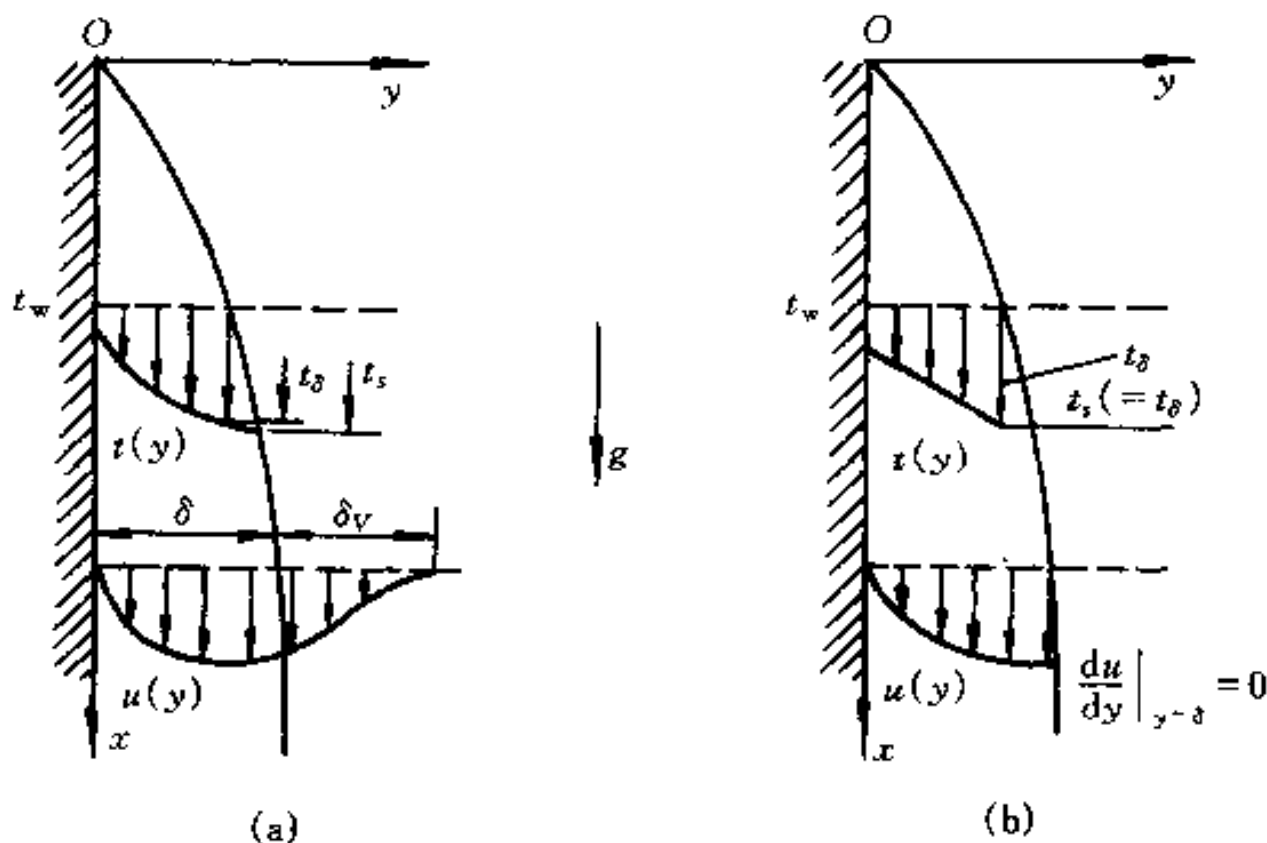 O
y
t_w
t_δ
t_s
t(y)
δ
δ_V
u(y)
x
(a)
g
O
y
t_w
t_δ
t_s(=t_δ)
t(y)
u(y)
du/dy|_{y=δ} = 0
x
(b)